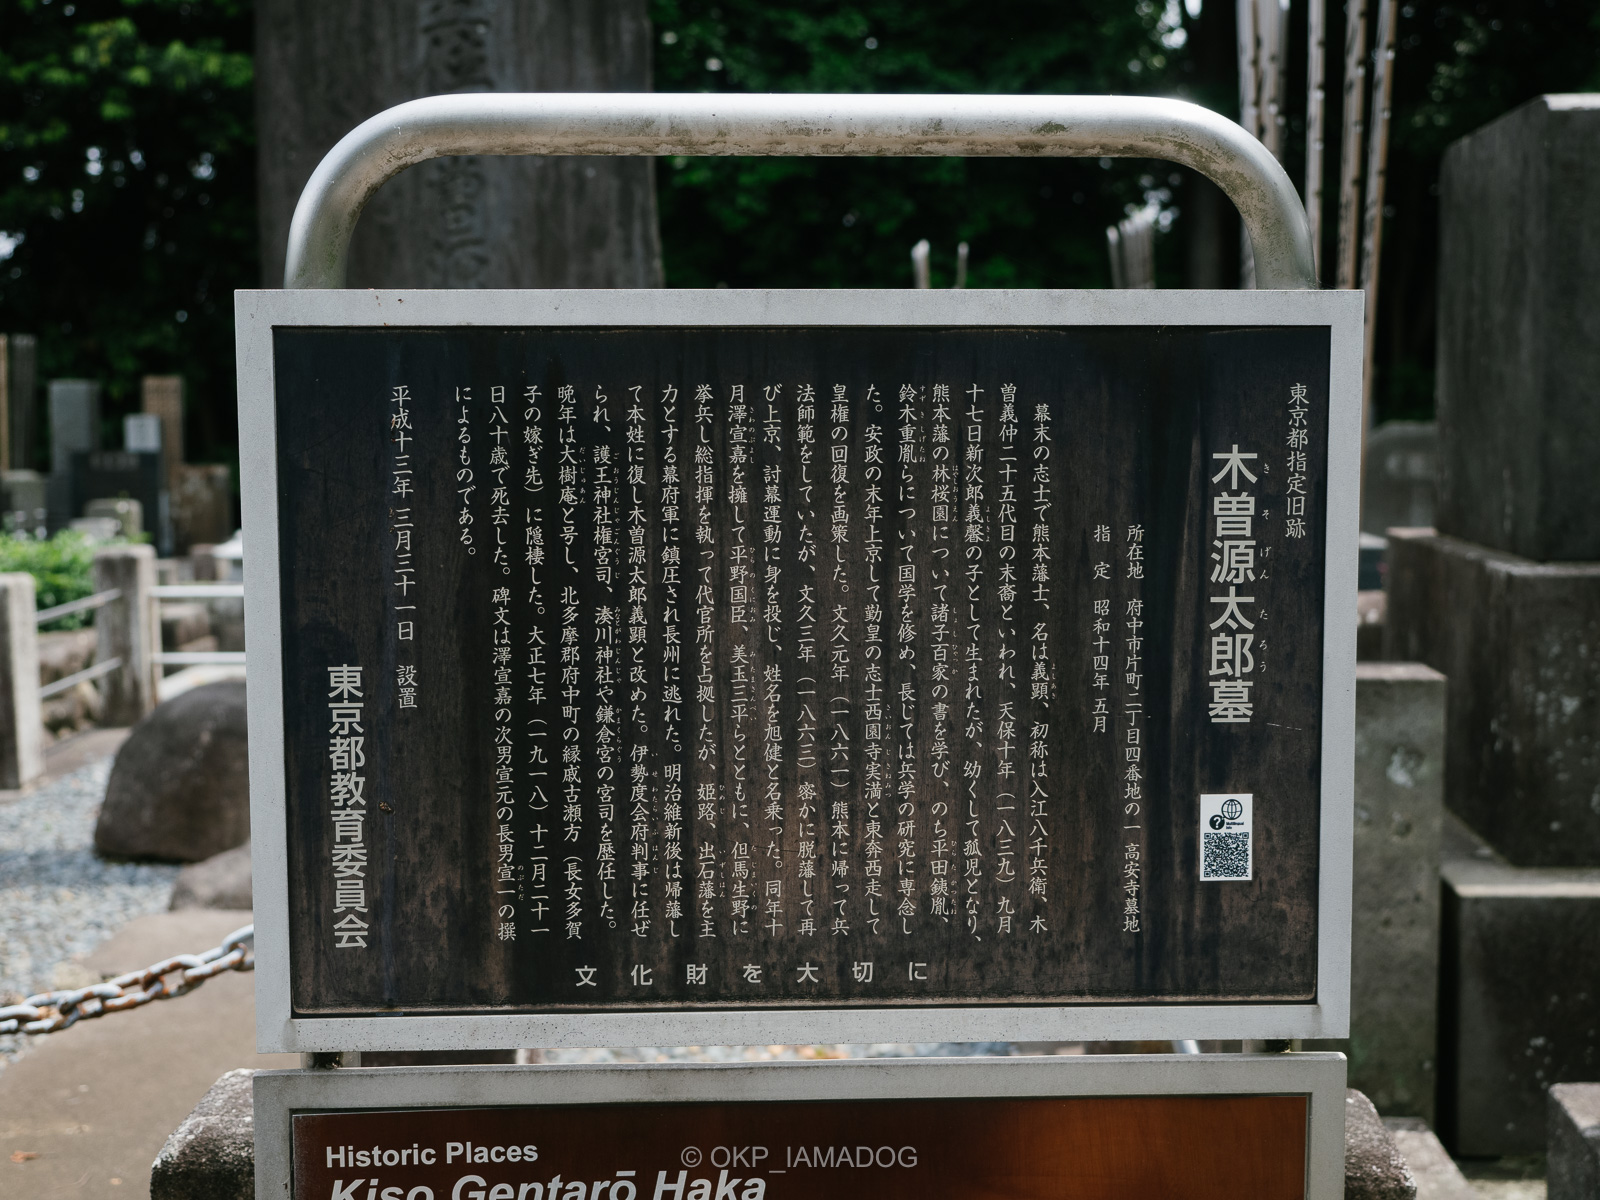 東京都指定旧跡
木曽源太郎墓
きそげんたろう
所在地 府中市片町二丁目四番地の一 高安寺墓地
指定 昭和十四年 五月
幕末の志士で熊本藩士、名は義顕、初称は入江八千兵衛、木
曽義仲二十五代目の末裔といわれ、天保十年(一八三九)九月
十七日新次郎義馨の子として生まれたが、幼くして孤児となり、
熊本藩の林桜園について諸子百家の書を学び、のち平田銕胤、
鈴木重胤らについて国学を修め、長じては兵学の研究に専念し
た。安政の末年上京して勤皇の志士西園寺実満と東奔西走して
皇権の回復を画策した。文久元年(一八六一)熊本に帰って兵
法師範をしていたが、文久三年(一八六三)密かに脱藩して再
び上京、討幕運動に身を投じ、姓名を旭健と名乗った。同年十
月澤宣嘉を擁して平野国臣、美玉三平らとともに、但馬生野に
挙兵し総指揮を執って代官所を占拠したが、姫路、出石藩を主
力とする幕府軍に鎮圧され長州に逃れた。明治維新後は帰藩し
て本姓に復し木曽源太郎義顕と改めた。伊勢度会府判事に任ぜ
られ、護王神社権宮司、湊川神社や鎌倉宮の宮司を歴任した。
晩年は大樹庵と号し、北多摩郡府中町の縁戚古瀬方(長女多賀
子の嫁ぎ先)に隠棲した。大正七年(一九一八)十二月二十一
日八十歳で死去した。碑文は澤宣嘉の次男宣元の長男宣一の撰
によるものである。
平成十三年 三月三十一日 設置
東京都教育委員会
文化財を大切に
Historic Places
Kiso Gentarō Haka
© OKP_IAMADOG